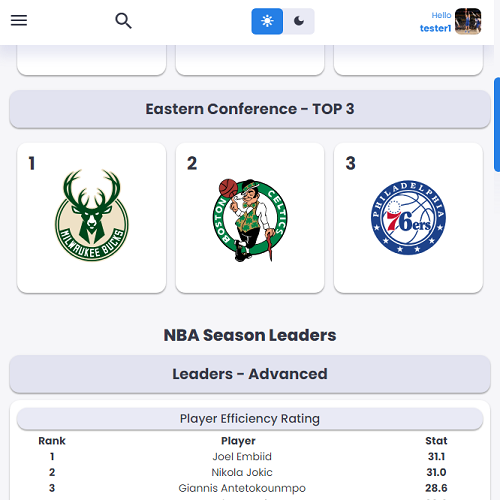 Hello
tester1
Eastern Conference - TOP 3
1
2
3
MILWAUKEE BUCKS
BOSTON CELTICS
PHILADELPHIA
76ers
NBA Season Leaders
Leaders - Advanced
Player Efficiency Rating
Rank Player Stat
1 Joel Embiid 31.1
2 Nikola Jokic 31.0
3 Giannis Antetokounmpo 28.6